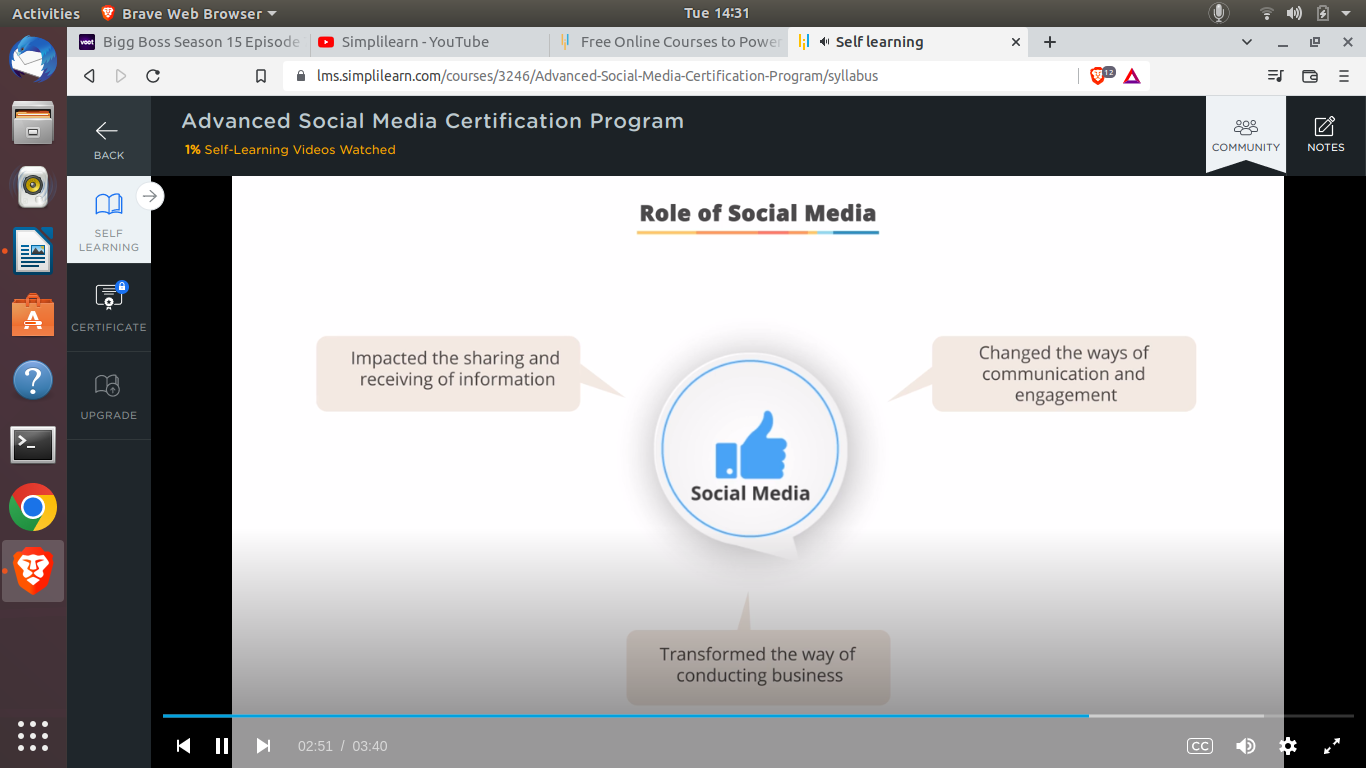 Activities
Brave Web Browser
Tue 14:31
voot
Bigg Boss Season 15 Episode
Simplilearn - YouTube
Free Online Courses to Power
Self learning
lms.simplilearn.com/courses/3246/Advanced-Social-Media-Certification-Program/syllabus
12
BACK
Advanced Social Media Certification Program
1% Self-Learning Videos Watched
COMMUNITY
NOTES
SELF
LEARNING
CERTIFICATE
UPGRADE
Role of Social Media
Impacted the sharing and
receiving of information
Changed the ways of
communication and
engagement
Social Media
Transformed the way of
conducting business
02:51 / 03:40
CC